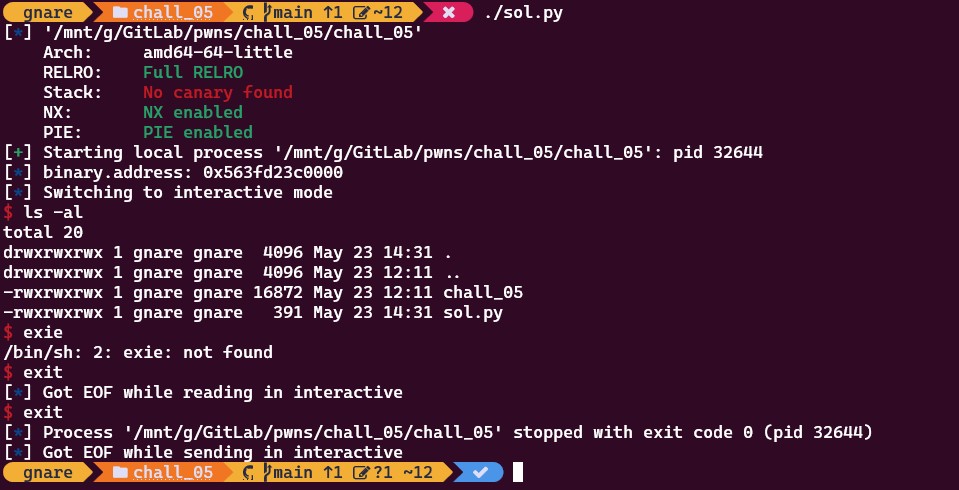 gnare chall_05 main ↑1 ~12 ✖ ./sol.py
[*] '/mnt/g/GitLab/pwns/chall_05/chall_05'
    Arch:     amd64-64-little
    RELRO:    Full RELRO
    Stack:    No canary found
    NX:       NX enabled
    PIE:      PIE enabled
[+] Starting local process '/mnt/g/GitLab/pwns/chall_05/chall_05': pid 32644
[*] binary.address: 0x563fd23c0000
[*] Switching to interactive mode
$ ls -al
total 20
drwxrwxrwx 1 gnare gnare  4096 May 23 14:31 .
drwxrwxrwx 1 gnare gnare  4096 May 23 12:11 ..
-rwxrwxrwx 1 gnare gnare 16872 May 23 12:11 chall_05
-rwxrwxrwx 1 gnare gnare   391 May 23 14:31 sol.py
$ exie
/bin/sh: 2: exie: not found
$ exit
[*] Got EOF while reading in interactive
$ exit
[*] Process '/mnt/g/GitLab/pwns/chall_05/chall_05' stopped with exit code 0 (pid 32644)
[*] Got EOF while sending in interactive
gnare chall_05 main ↑1 ?1 ~12 ✔